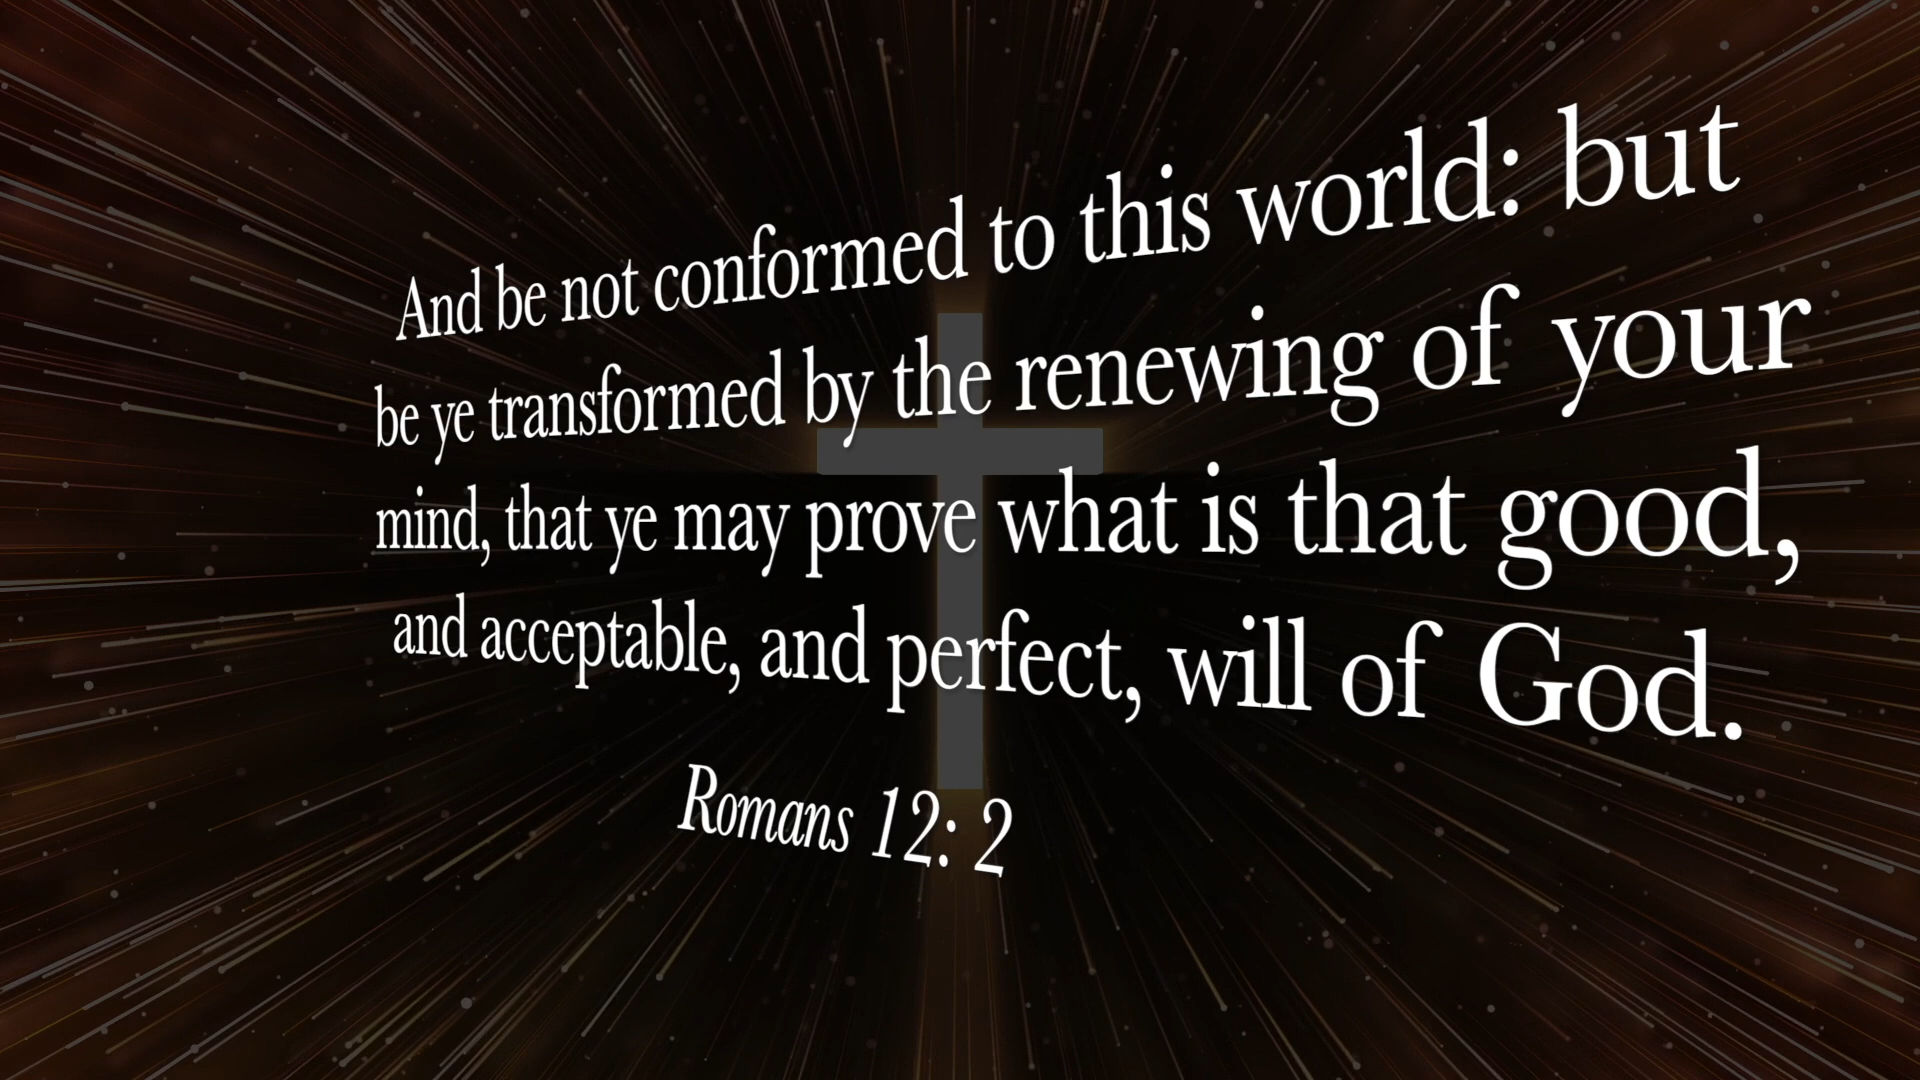 And be not conformed to this world: but
be ye transformed by the renewing of your
mind, that ye may prove what is that good,
and acceptable, and perfect, will of God.
Romans 12: 2